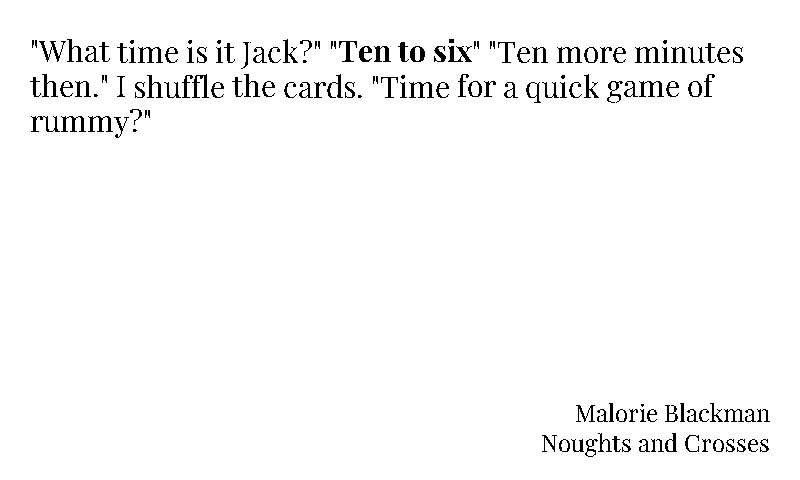 "What time is it Jack?" "Ten to six" "Ten more minutes
then." I shuffle the cards. "Time for a quick game of
rummy?"
Malorie Blackman
Noughts and Crosses